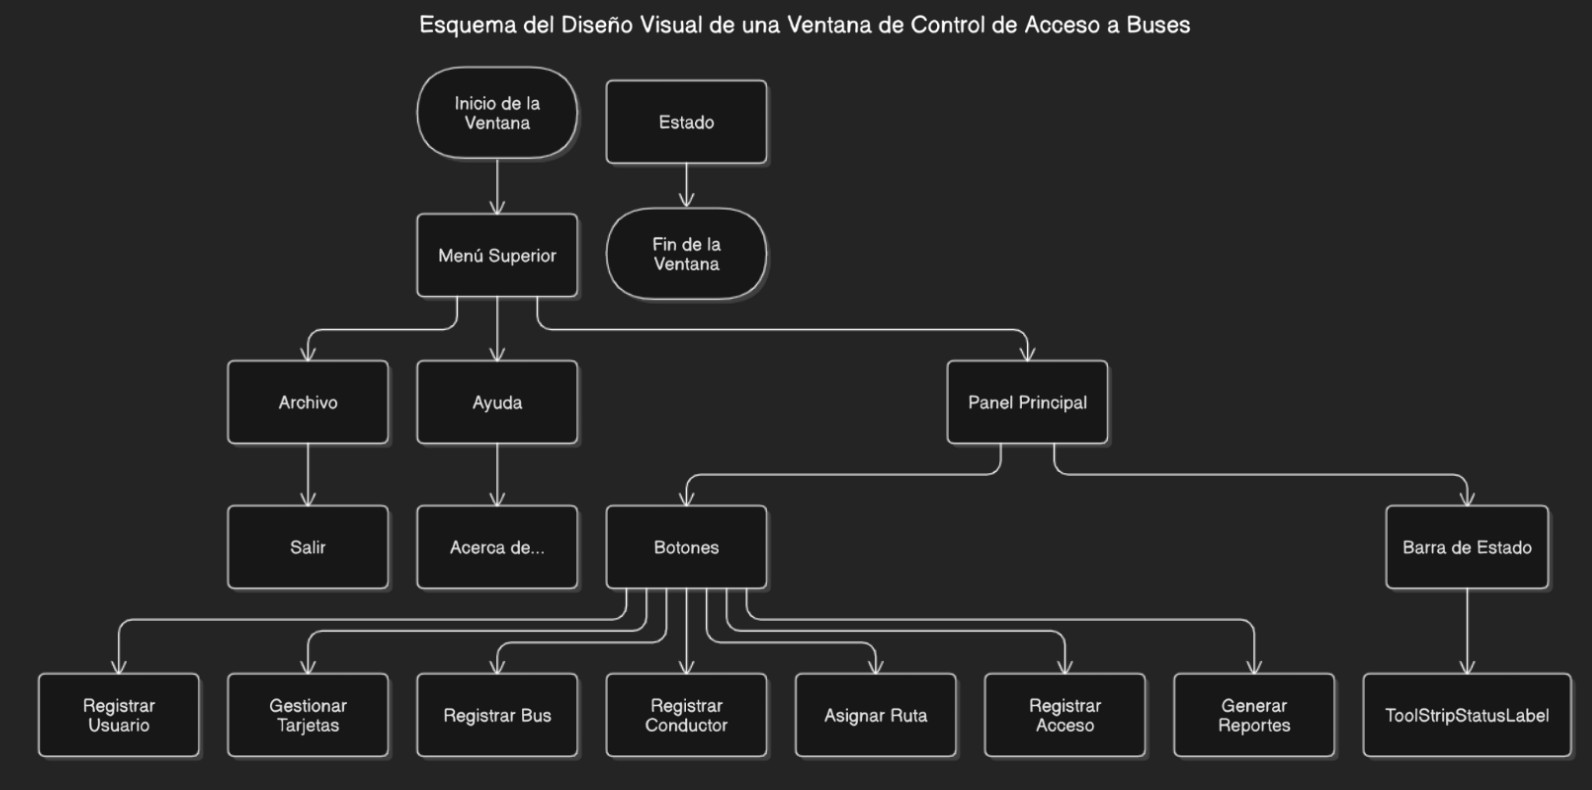 Esquema del Diseño Visual de una Ventana de Control de Acceso a Buses
Inicio de la
Ventana
Estado
Menú Superior
Fin de la
Ventana
Archivo
Ayuda
Panel Principal
Salir
Acerca de...
Botones
Barra de Estado
Registrar
Usuario
Gestionar
Tarjetas
Registrar Bus
Registrar
Conductor
Asignar Ruta
Registrar
Acceso
Generar
Reportes
ToolStripStatusLabel